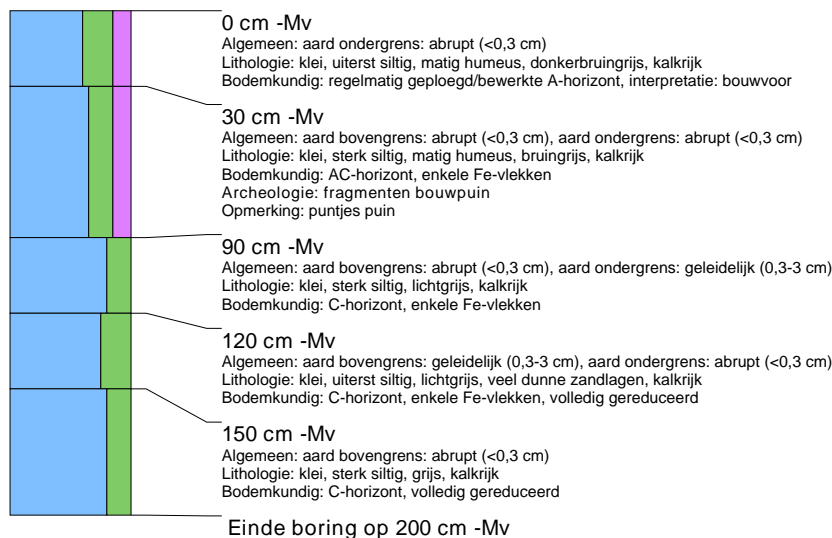 0 cm -Mv
Algemeen: aard ondergrens: abrupt (<0,3 cm)
Lithologie: klei, uiterst siltig, matig humeus, donkerbruingrijs, kalkrijk
Bodemkundig: regelmatig geploegd/bewerkte A-horizont, interpretatie: bouwvoor
30 cm -Mv
Algemeen: aard bovengrens: abrupt (<0,3 cm), aard ondergrens: abrupt (<0,3 cm)
Lithologie: klei, sterk siltig, matig humeus, bruingrijs, kalkrijk
Bodemkundig: AC-horizont, enkele Fe-vlekken
Archeologie: fragmenten bouwpuin
Opmerking: puntjes puin
90 cm -Mv
Algemeen: aard bovengrens: abrupt (<0,3 cm), aard ondergrens: geleidelijk (0,3-3 cm)
Lithologie: klei, sterk siltig, lichtgrijs, kalkrijk
Bodemkundig: C-horizont, enkele Fe-vlekken
120 cm -Mv
Algemeen: aard bovengrens: geleidelijk (0,3-3 cm), aard ondergrens: abrupt (<0,3 cm)
Lithologie: klei, uiterst siltig, lichtgrijs, veel dunne zandlagen, kalkrijk
Bodemkundig: C-horizont, enkele Fe-vlekken, volledig gereduceerd
150 cm -Mv
Algemeen: aard bovengrens: abrupt (<0,3 cm)
Lithologie: klei, sterk siltig, grijs, kalkrijk
Bodemkundig: C-horizont, volledig gereduceerd
Einde boring op 200 cm -Mv